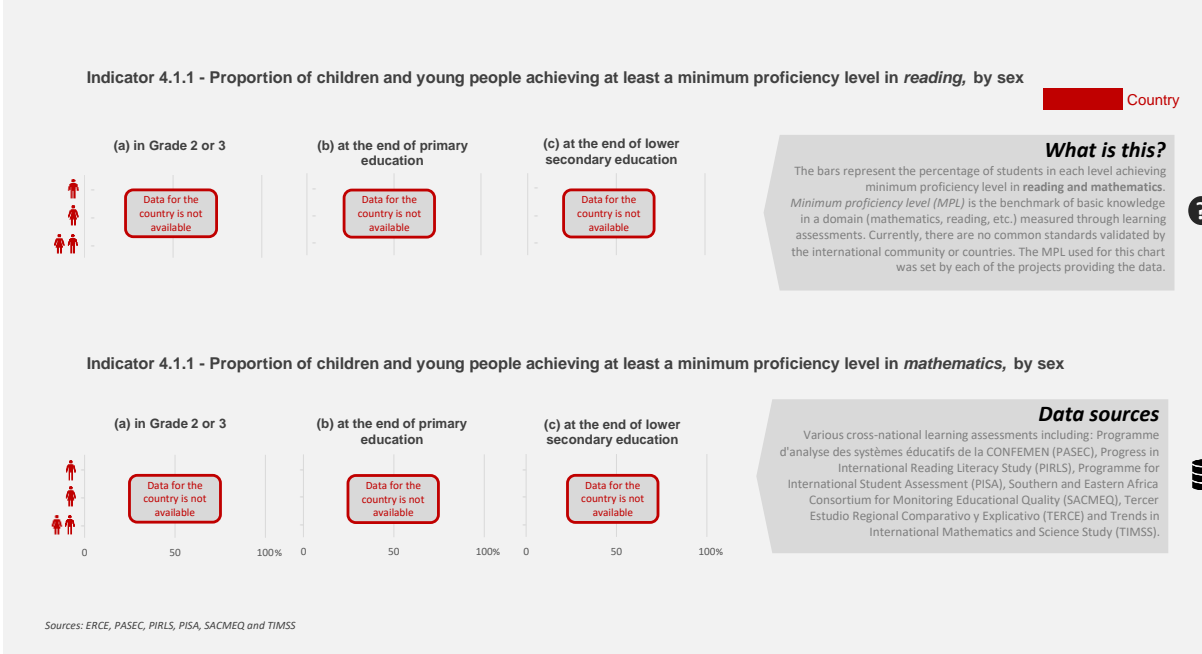 Indicator 4.1.1 - Proportion of children and young people achieving at least a minimum proficiency level in reading, by sex
Country
(a) in Grade 2 or 3
(b) at the end of primary
education
(c) at the end of lower
secondary education
Data for the
country is not
available
Data for the
country is not
available
Data for the
country is not
available
What is this?
The bars represent the percentage of students in each level achieving
minimum proficiency level in reading and mathematics.
Minimum proficiency level (MPL) is the benchmark of basic knowledge
in a domain (mathematics, reading, etc.) measured through learning
assessments. Currently, there are no common standards validated by
the international community or countries. The MPL used for this chart
was set by each of the projects providing the data.
Indicator 4.1.1 - Proportion of children and young people achieving at least a minimum proficiency level in mathematics, by sex
(a) in Grade 2 or 3
(b) at the end of primary
education
(c) at the end of lower
secondary education
Data for the
country is not
available
Data for the
country is not
available
Data for the
country is not
available
0 50 100%
0 50 100%
0 50 100%
Data sources
Various cross-national learning assessments including: Programme
d'analyse des systèmes éducatifs de la CONFEMEN (PASEC), Progress in
International Reading Literacy Study (PIRLS), Programme for
International Student Assessment (PISA), Southern and Eastern Africa
Consortium for Monitoring Educational Quality (SACMEQ), Tercer
Estudio Regional Comparativo y Explicativo (TERCE) and Trends in
International Mathematics and Science Study (TIMSS).
Sources: ERCE, PASEC, PIRLS, PISA, SACMEQ and TIMSS